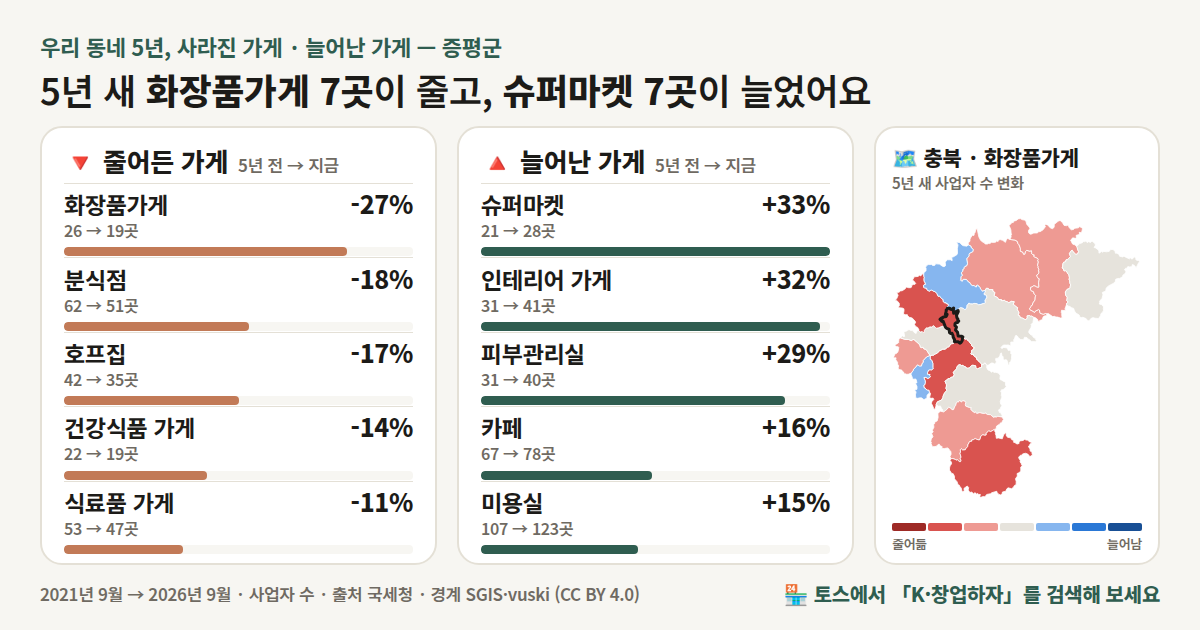 우리 동네 5년, 사라진 가게 · 늘어난 가게 — 증평군
5년 새 화장품가게 7곳이 줄고, 슈퍼마켓 7곳이 늘었어요
🔻 줄어든 가게 5년 전 → 지금
화장품가게 -27%
26 → 19곳
분식점 -18%
62 → 51곳
호프집 -17%
42 → 35곳
건강식품 가게 -14%
22 → 19곳
식료품 가게 -11%
53 → 47곳
🔺 늘어난 가게 5년 전 → 지금
슈퍼마켓 +33%
21 → 28곳
인테리어 가게 +32%
31 → 41곳
피부관리실 +29%
31 → 40곳
카페 +16%
67 → 78곳
미용실 +15%
107 → 123곳
🗺️ 충북 · 화장품가게
5년 새 사업자 수 변화
줄어듦 늘어남
2021년 9월 → 2026년 9월 · 사업자 수 · 출처 국세청 · 경계 SGIS·vuski (CC BY 4.0)
🏪 토스에서 「K·창업하자」를 검색해 보세요